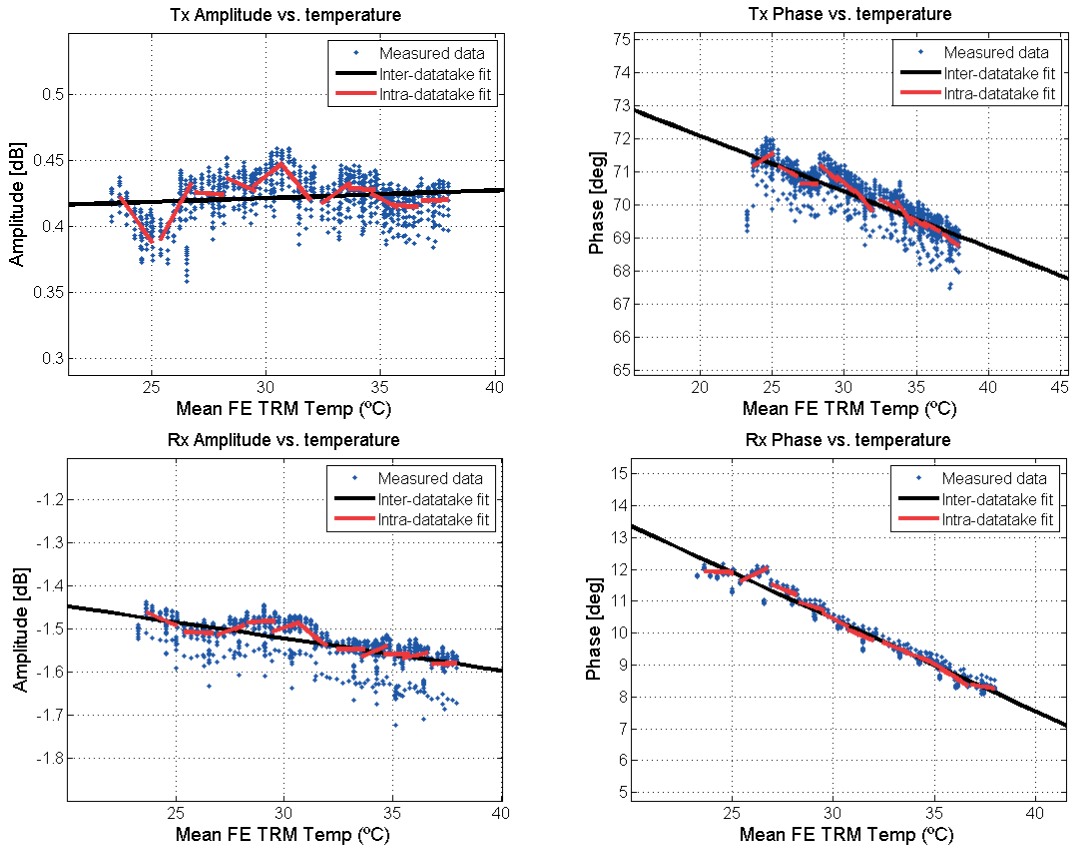 Tx Amplitude vs. temperature
Measured data
Inter-datatake fit
Intra-datatake fit
Amplitude [dB]
0.5
0.45
0.4
0.35
0.3
25 30 35 40
Mean FE TRM Temp (ºC)
Tx Phase vs. temperature
Measured data
Inter-datatake fit
Intra-datatake fit
Phase [deg]
75
74
73
72
71
70
69
68
67
66
65
20 25 30 35 40 45
Mean FE TRM Temp (ºC)
Rx Amplitude vs. temperature
Measured data
Inter-datatake fit
Intra-datatake fit
Amplitude [dB]
-1.2
-1.3
-1.4
-1.5
-1.6
-1.7
-1.8
25 30 35 40
Mean FE TRM Temp (ºC)
Rx Phase vs. temperature
Measured data
Inter-datatake fit
Intra-datatake fit
Phase [deg]
15
14
13
12
11
10
9
8
7
6
5
25 30 35 40
Mean FE TRM Temp (ºC)